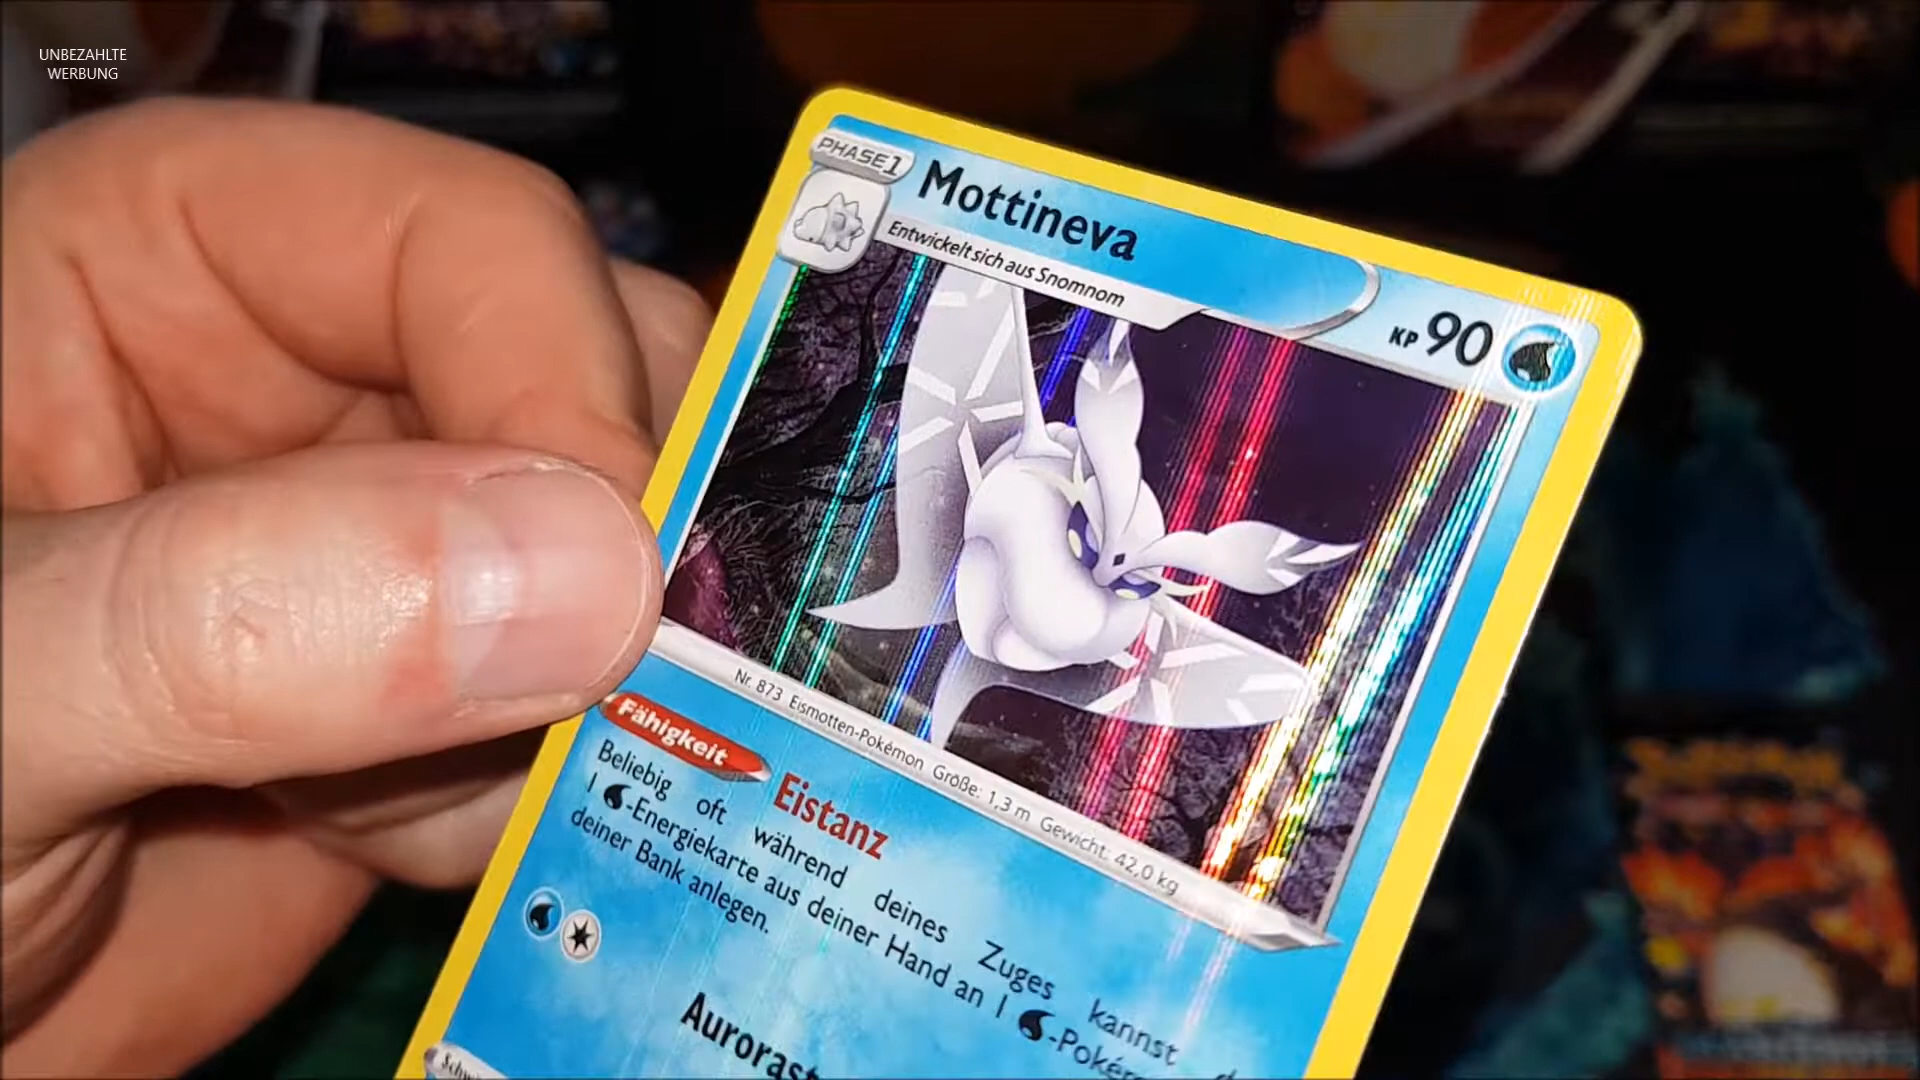 UNBEZAHLTE
WERBUNG
PHASE 1
Mottineva
Entwickelt sich aus Snomnom
KP 90
Nr. 873 Eismotten-Pokémon Größe: 1,3 m Gewicht: 42,0 kg
Fähigkeit
Eistanz
Beliebig oft während deines Zuges kannst
1 -Energiekarte aus deiner Hand an 1 -Pokém
deiner Bank anlegen.
Aurorast
Schw